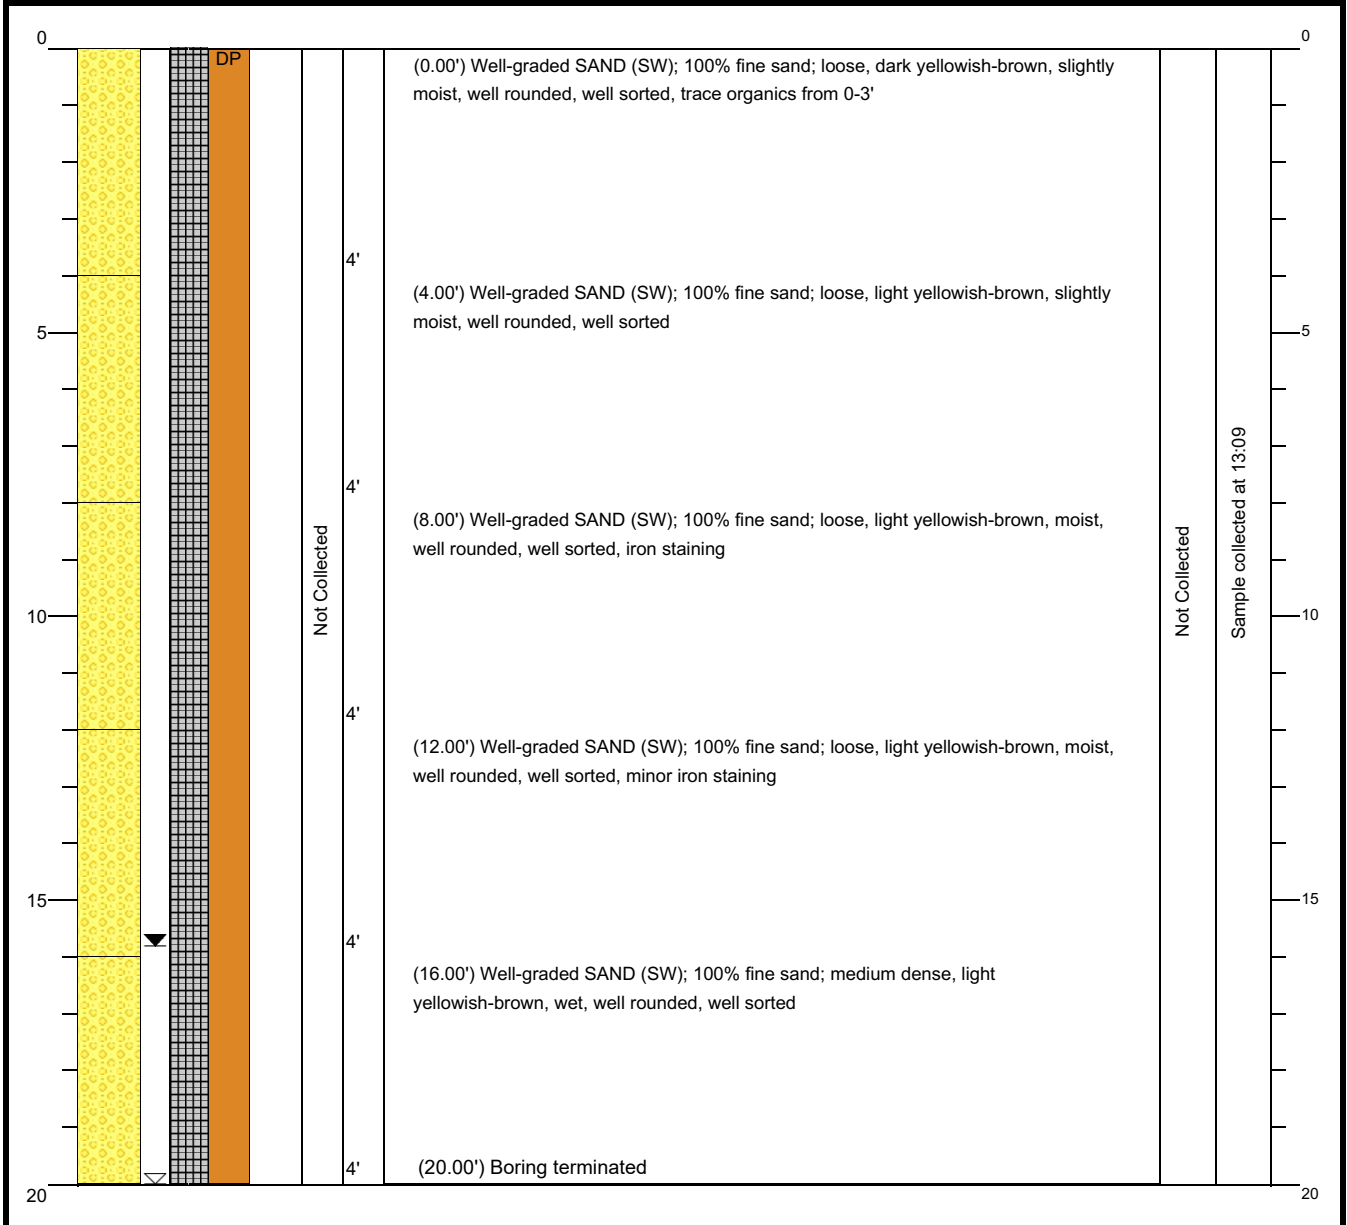 0
0
DP
(0.00') Well-graded SAND (SW); 100% fine sand; loose, dark yellowish-brown, slightly
moist, well rounded, well sorted, trace organics from 0-3'
4'
(4.00') Well-graded SAND (SW); 100% fine sand; loose, light yellowish-brown, slightly
moist, well rounded, well sorted
5
5
4'
(8.00') Well-graded SAND (SW); 100% fine sand; loose, light yellowish-brown, moist,
well rounded, well sorted, iron staining
Not Collected
Not Collected
Sample collected at 13:09
10
10
4'
(12.00') Well-graded SAND (SW); 100% fine sand; loose, light yellowish-brown, moist,
well rounded, well sorted, minor iron staining
15
15
4'
(16.00') Well-graded SAND (SW); 100% fine sand; medium dense, light
yellowish-brown, wet, well rounded, well sorted
4'
(20.00') Boring terminated
20
20